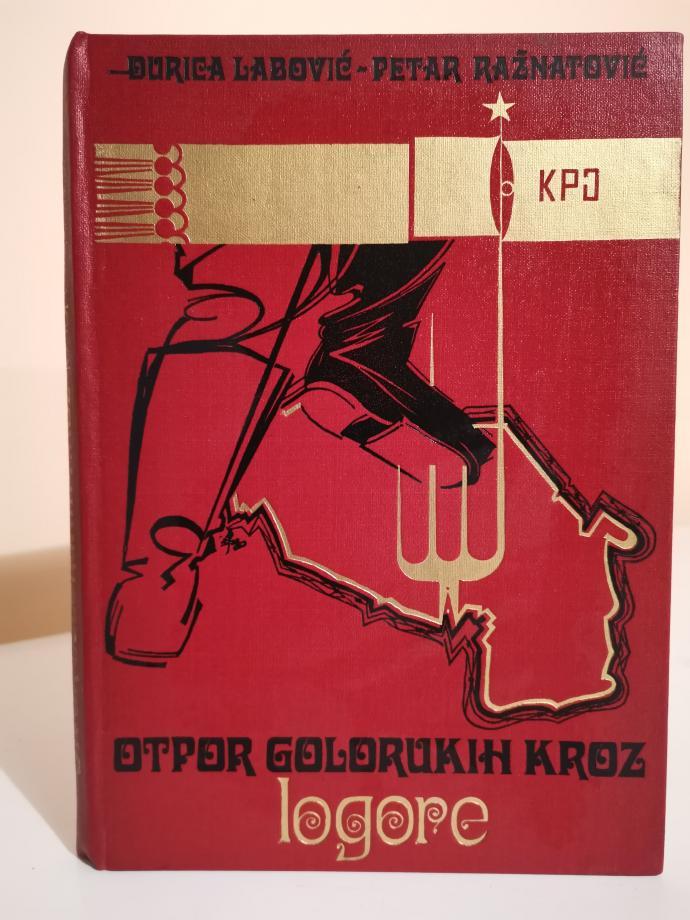 ĐURICA LABOVIĆ - PETAR RAŽNATOVIĆ
KPJ
OTPOR GOLORUKIH KROZ
logore